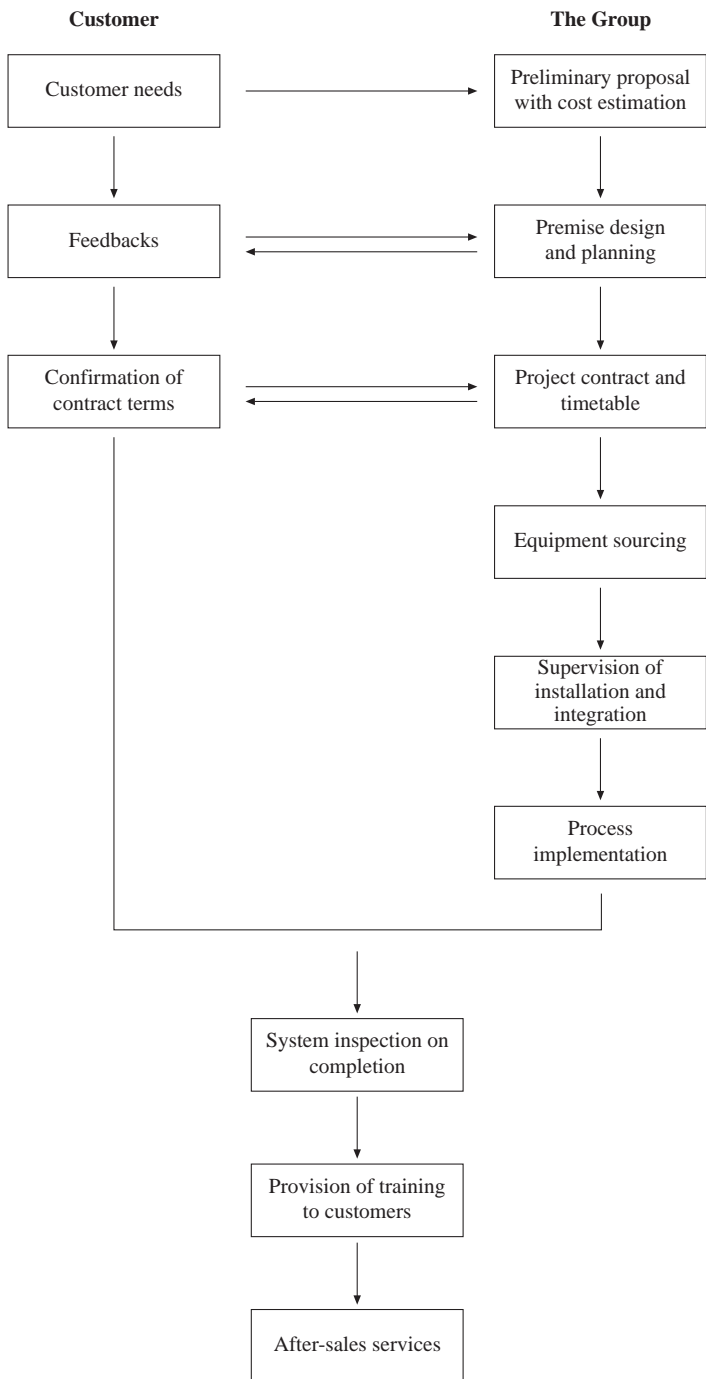 Customer
The Group
Customer needs
Preliminary proposal
with cost estimation
Feedbacks
Premise design
and planning
Confirmation of
contract terms
Project contract and
timetable
Equipment sourcing
Supervision of
installation and
integration
Process
implementation
System inspection on
completion
Provision of training
to customers
After-sales services